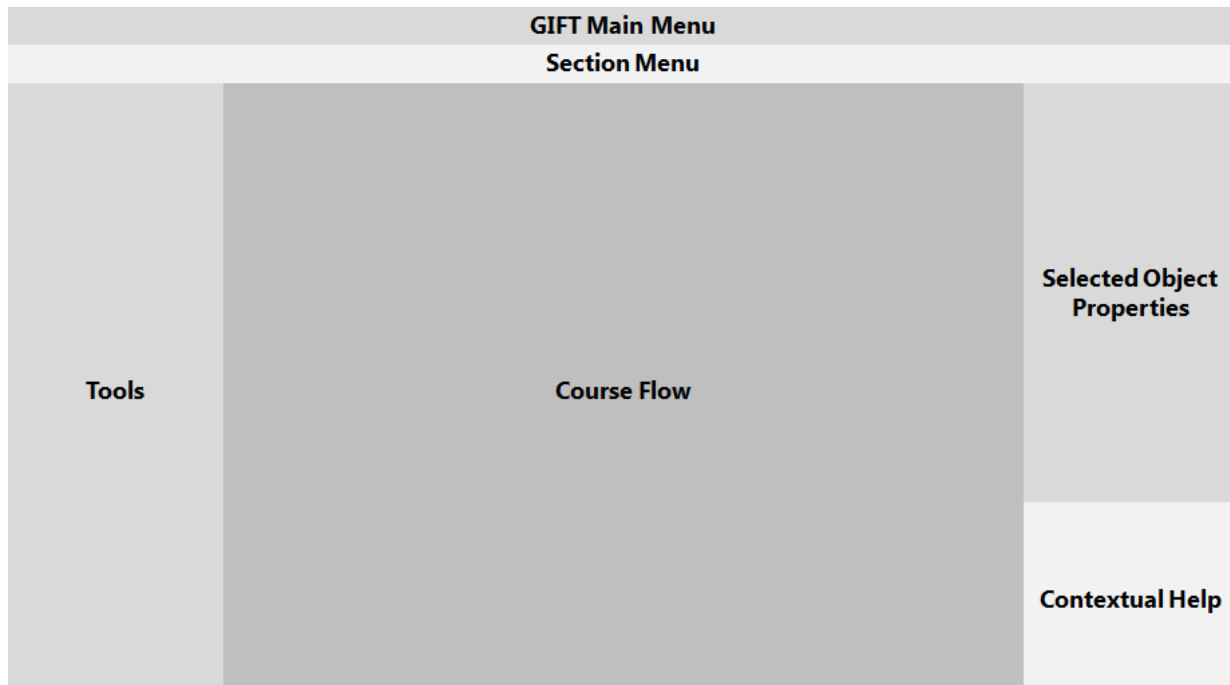 GIFT Main Menu
Section Menu
Tools
Course Flow
Selected Object
Properties
Contextual Help